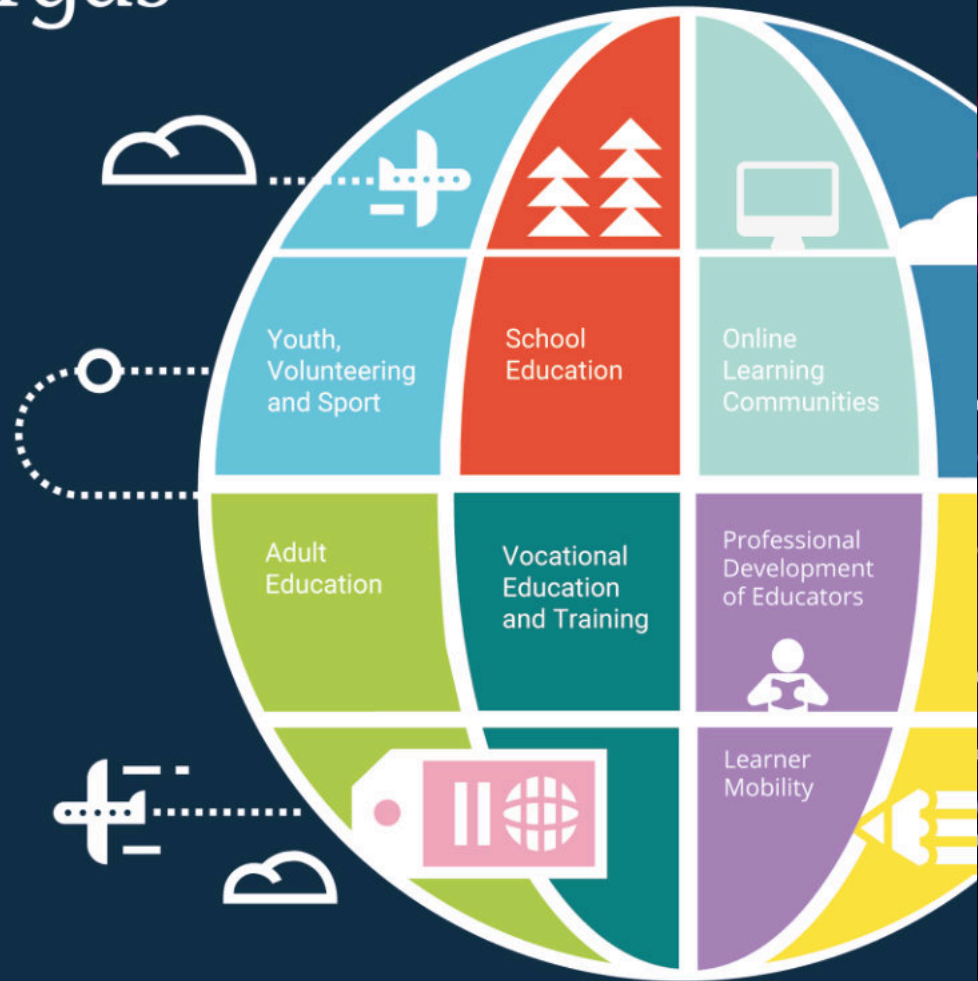 Youth,
Volunteering
and Sport
School
Education
Online
Learning
Communities
Adult
Education
Vocational
Education
and Training
Professional
Development
of Educators
Learner
Mobility